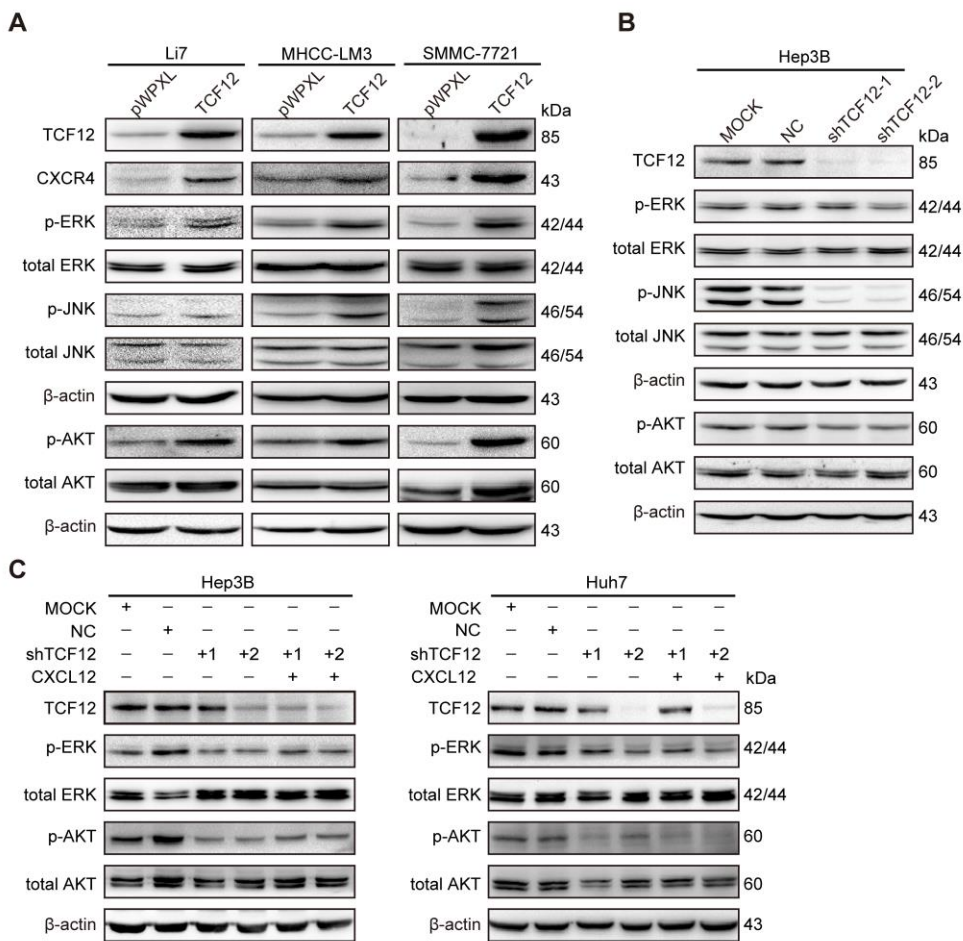 A
Li7 MHCC-LM3 SMMC-7721
pWPXL TCF12 pWPXL TCF12 pWPXL TCF12 kDa
TCF12 85
CXCR4 43
p-ERK 42/44
total ERK 42/44
p-JNK 46/54
total JNK 46/54
β-actin 43
p-AKT 60
total AKT 60
β-actin 43
B
Hep3B
MOCK NC shTCF12-1 shTCF12-2 kDa
TCF12 85
p-ERK 42/44
total ERK 42/44
p-JNK 46/54
total JNK 46/54
β-actin 43
p-AKT 60
total AKT 60
β-actin 43
C
Hep3B
MOCK + − − − − −
NC − + − − − −
shTCF12 − − +1 +2 +1 +2
CXCL12 − − − − + +
TCF12
p-ERK
total ERK
p-AKT
total AKT
β-actin
Huh7
MOCK + − − − − −
NC − + − − − −
shTCF12 − − +1 +2 +1 +2
CXCL12 − − − − + + kDa
TCF12 85
p-ERK 42/44
total ERK 42/44
p-AKT 60
total AKT 60
β-actin 43